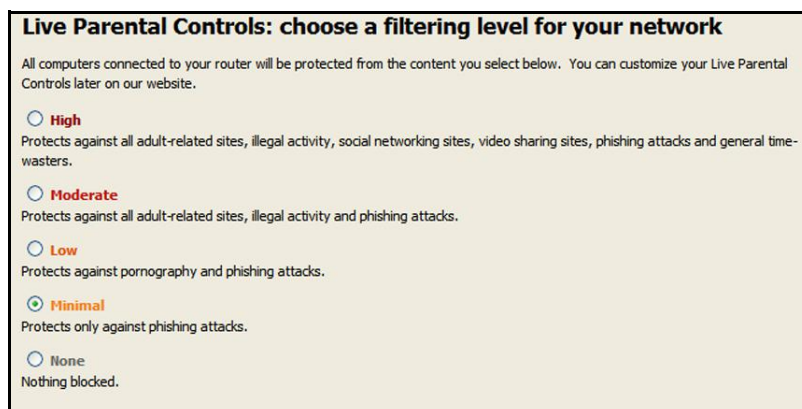 Live Parental Controls: choose a filtering level for your network
All computers connected to your router will be protected from the content you select below. You can customize your Live Parental
Controls later on our website.
High
Protects against all adult-related sites, illegal activity, social networking sites, video sharing sites, phishing attacks and general time-
wasters.
Moderate
Protects against all adult-related sites, illegal activity and phishing attacks.
Low
Protects against pornography and phishing attacks.
Minimal
Protects only against phishing attacks.
None
Nothing blocked.